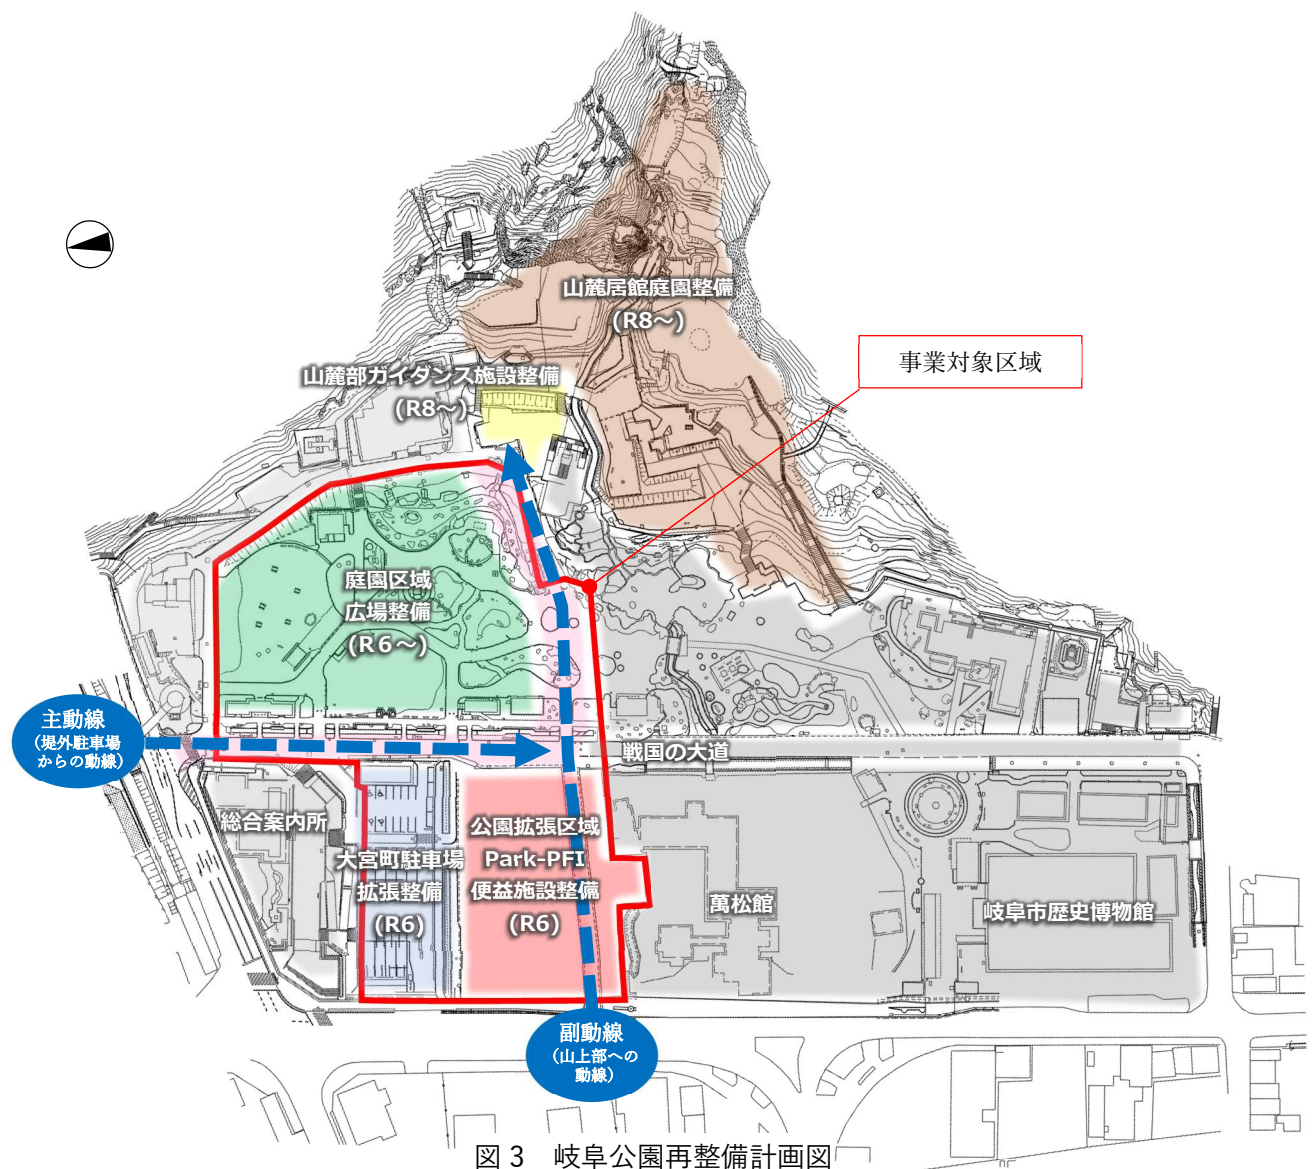 山麓居館庭園整備
(R8～)
事業対象区域
山麓部ガイダンス施設整備
(R8～)
庭園区域
広場整備
(R6～)
主動線
(堤外駐車場
からの動線)
戦国の大道
総合案内所
大宮町駐車場
拡張整備
(R6)
公園拡張区域
Park-PFI
便益施設整備
(R6)
萬松館
岐阜市歴史博物館
副動線
(山上部への
動線)
図 3　岐阜公園再整備計画図